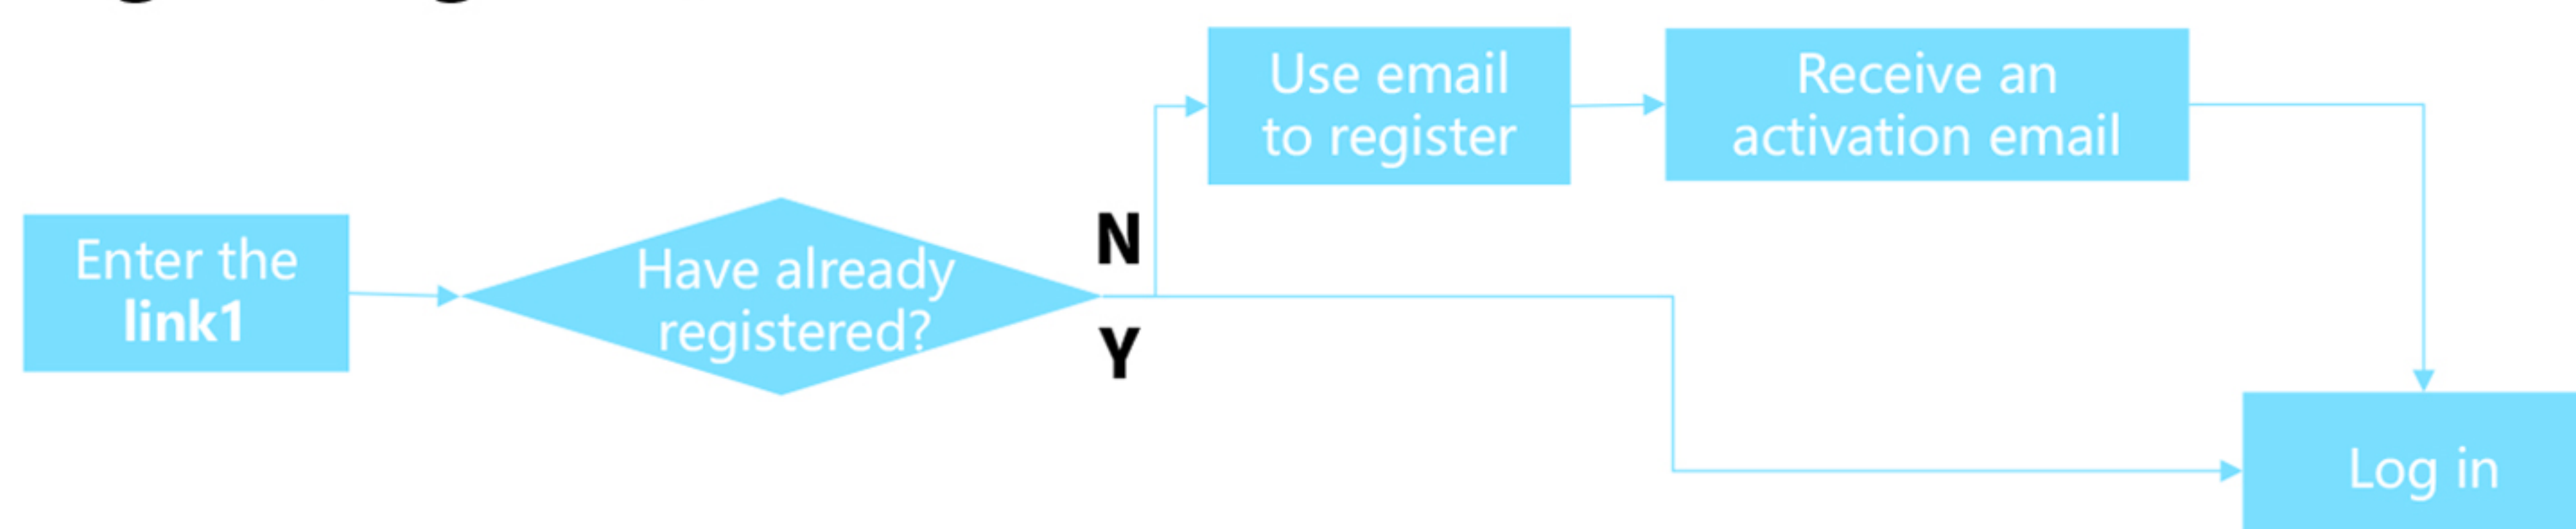 Use email
to register
Receive an
activation email
N
Enter the
link1
Have already
registered?
Y
Log in